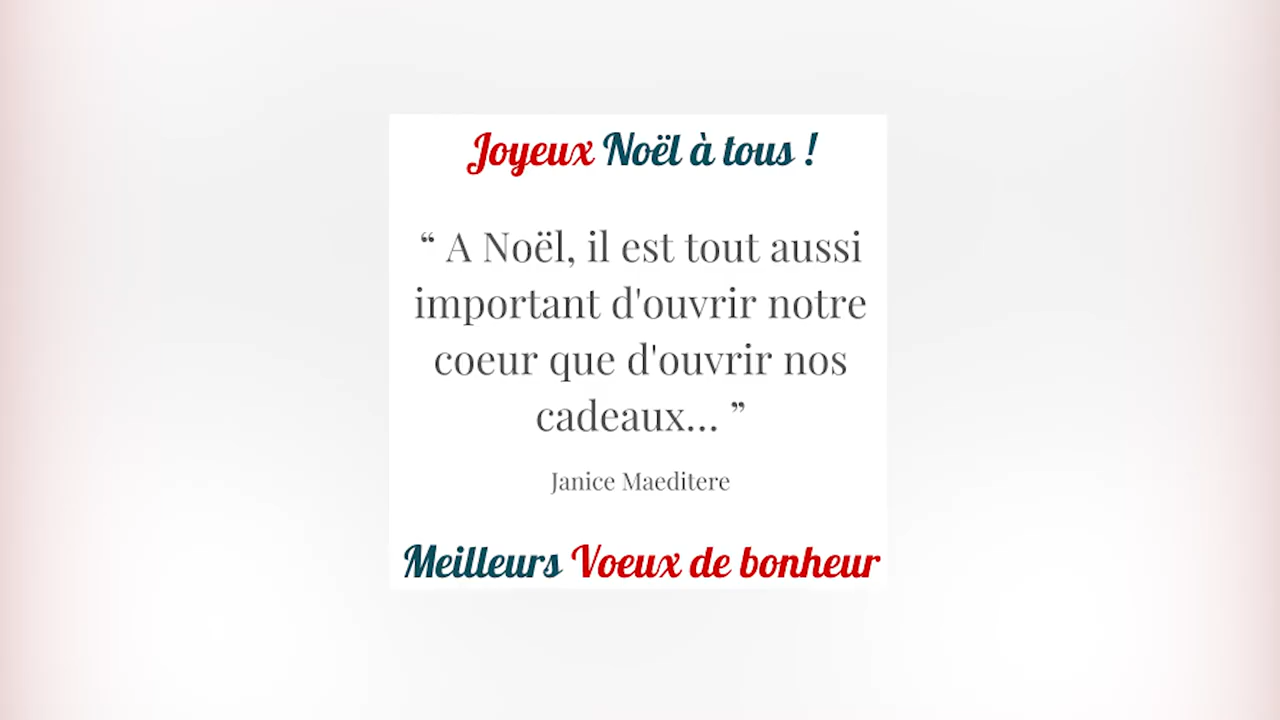 Joyeux Noël à tous !
“ A Noël, il est tout aussi
important d'ouvrir notre
coeur que d'ouvrir nos
cadeaux... ”
Janice Maeditere
Meilleurs Voeux de bonheur